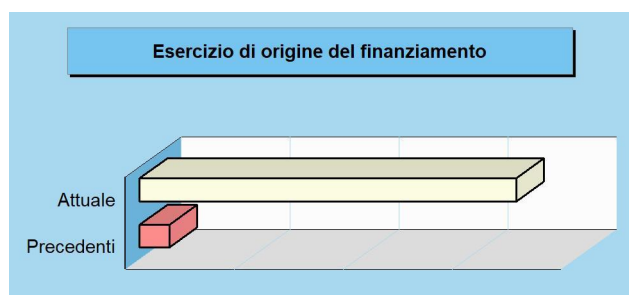 Esercizio di origine del finanziamento
Attuale
Precedenti